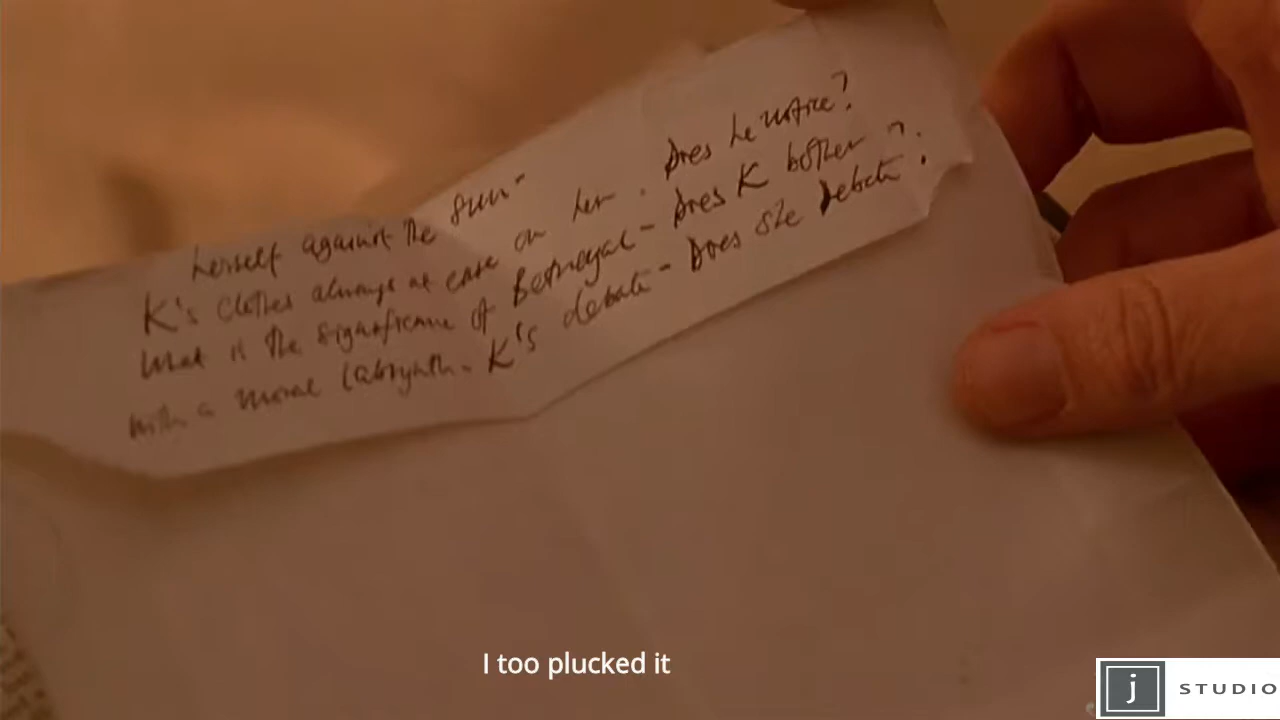 herself against the sun-
K's clothes always at ease on her. Does he notice?
What is the significance of Betrayal - Does K bother?
with a moral labrynth. K's debate - Does she debate?
I too plucked it
j STUDIO